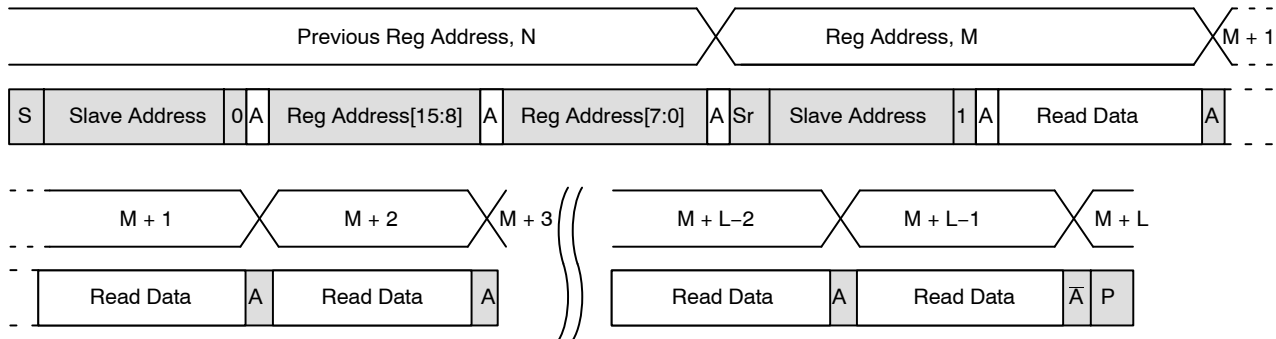 Previous Reg Address, N Reg Address, M M + 1
S Slave Address 0 A Reg Address[15:8] A Reg Address[7:0] A Sr Slave Address 1 A Read Data A
M + 1 M + 2 M + 3 M + L−2 M + L−1 M + L
Read Data A Read Data A Read Data A Read Data A̅ P